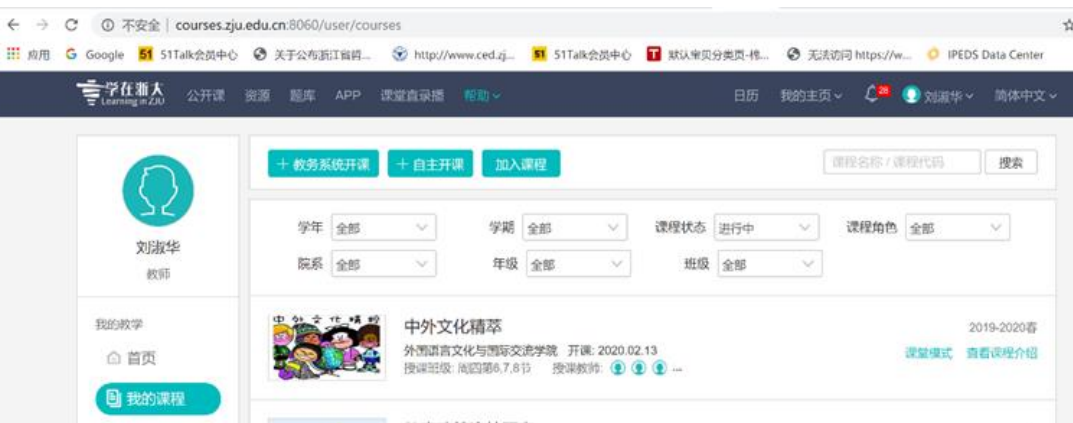 不安全 | courses.zju.edu.cn:8060/user/courses
应用 Google 51 51Talk会员中心 关于公布浙江省哲... http://www.ced.zj... 51 51Talk会员中心 T 默认宝贝分类页-棉... 无法访问 https://w... IPEDS Data Center
学在浙大 公开课 资源 题库 APP 课堂直录播 帮助 日历 我的主页 28 刘淑华 简体中文
Learning in ZJU
+ 教务系统开课 + 自主开课 加入课程 课程名称 / 课程代码 搜索
学年 全部 学期 全部 课程状态 进行中 课程角色 全部
刘淑华
院系 全部 年级 全部 班级 全部
教师
我的教学
中外文化精萃
中外文化精萃 2019-2020春
外国语言文化与国际交流学院 开课: 2020.02.13 课堂模式 查看课程介绍
首页
授课班级: 周四第6,7,8节 授课教师: ...
我的课程